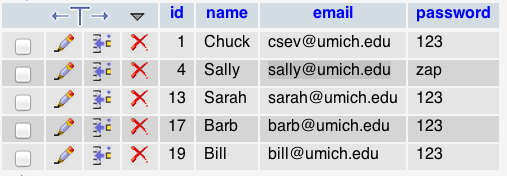 id name email password
1 Chuck csev@umich.edu 123
4 Sally sally@umich.edu zap
13 Sarah sarah@umich.edu 123
17 Barb barb@umich.edu 123
19 Bill bill@umich.edu 123